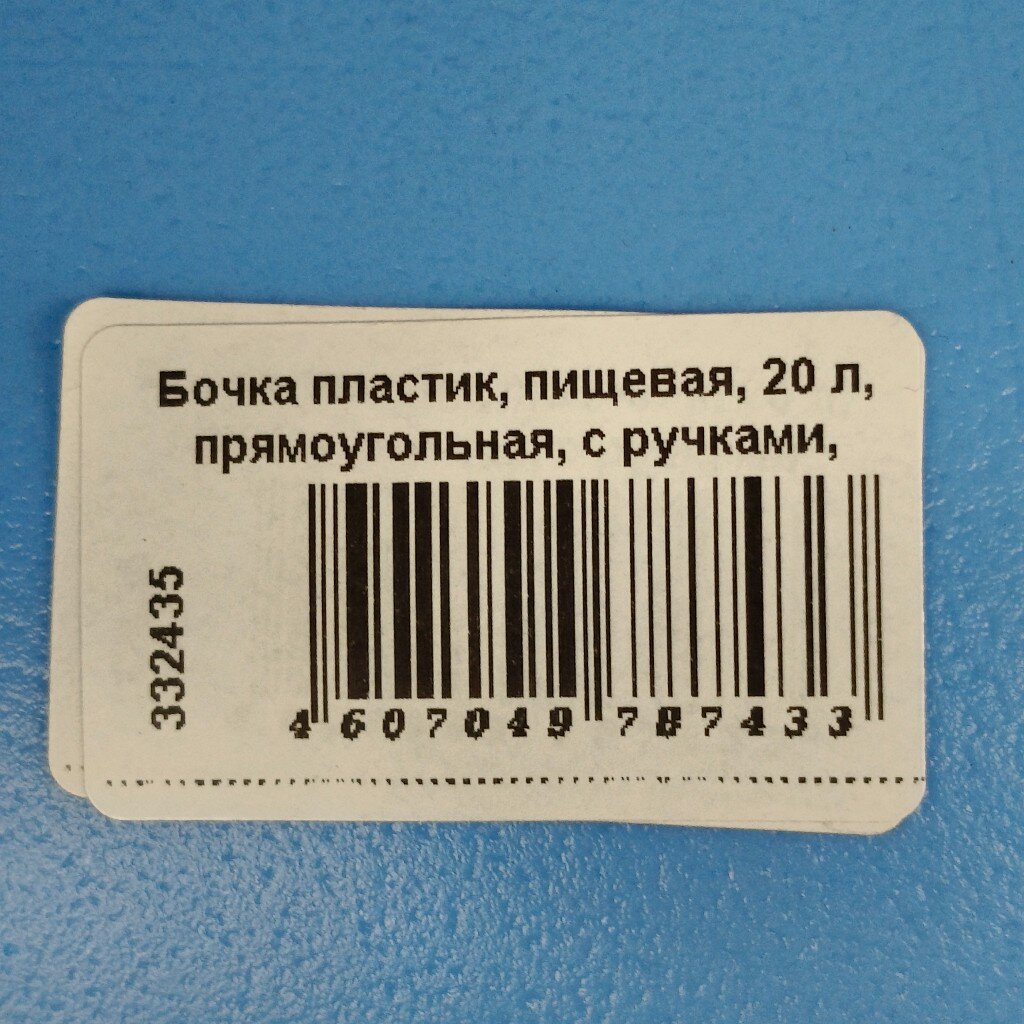 Бочка пластик, пищевая, 20 л,
прямоугольная, с ручками,
332435
4 607049 787433